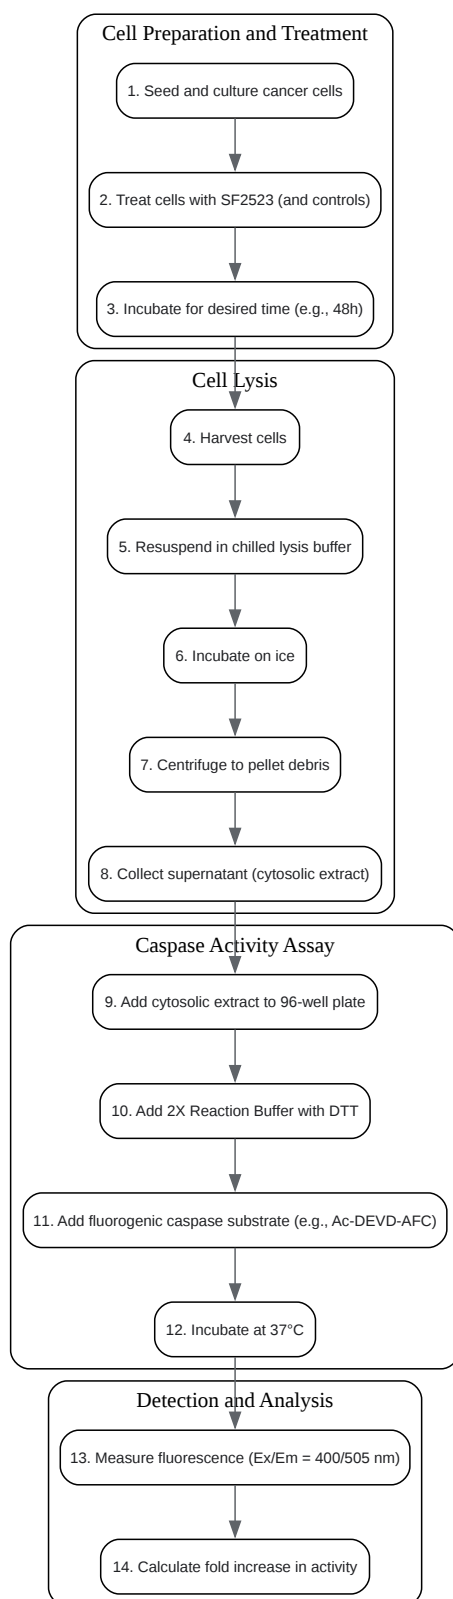 Cell Preparation and Treatment
1. Seed and culture cancer cells
2. Treat cells with SF2523 (and controls)
3. Incubate for desired time (e.g., 48h)
Cell Lysis
4. Harvest cells
5. Resuspend in chilled lysis buffer
6. Incubate on ice
7. Centrifuge to pellet debris
8. Collect supernatant (cytosolic extract)
Caspase Activity Assay
9. Add cytosolic extract to 96-well plate
10. Add 2X Reaction Buffer with DTT
11. Add fluorogenic caspase substrate (e.g., Ac-DEVD-AFC)
12. Incubate at 37°C
Detection and Analysis
13. Measure fluorescence (Ex/Em = 400/505 nm)
14. Calculate fold increase in activity